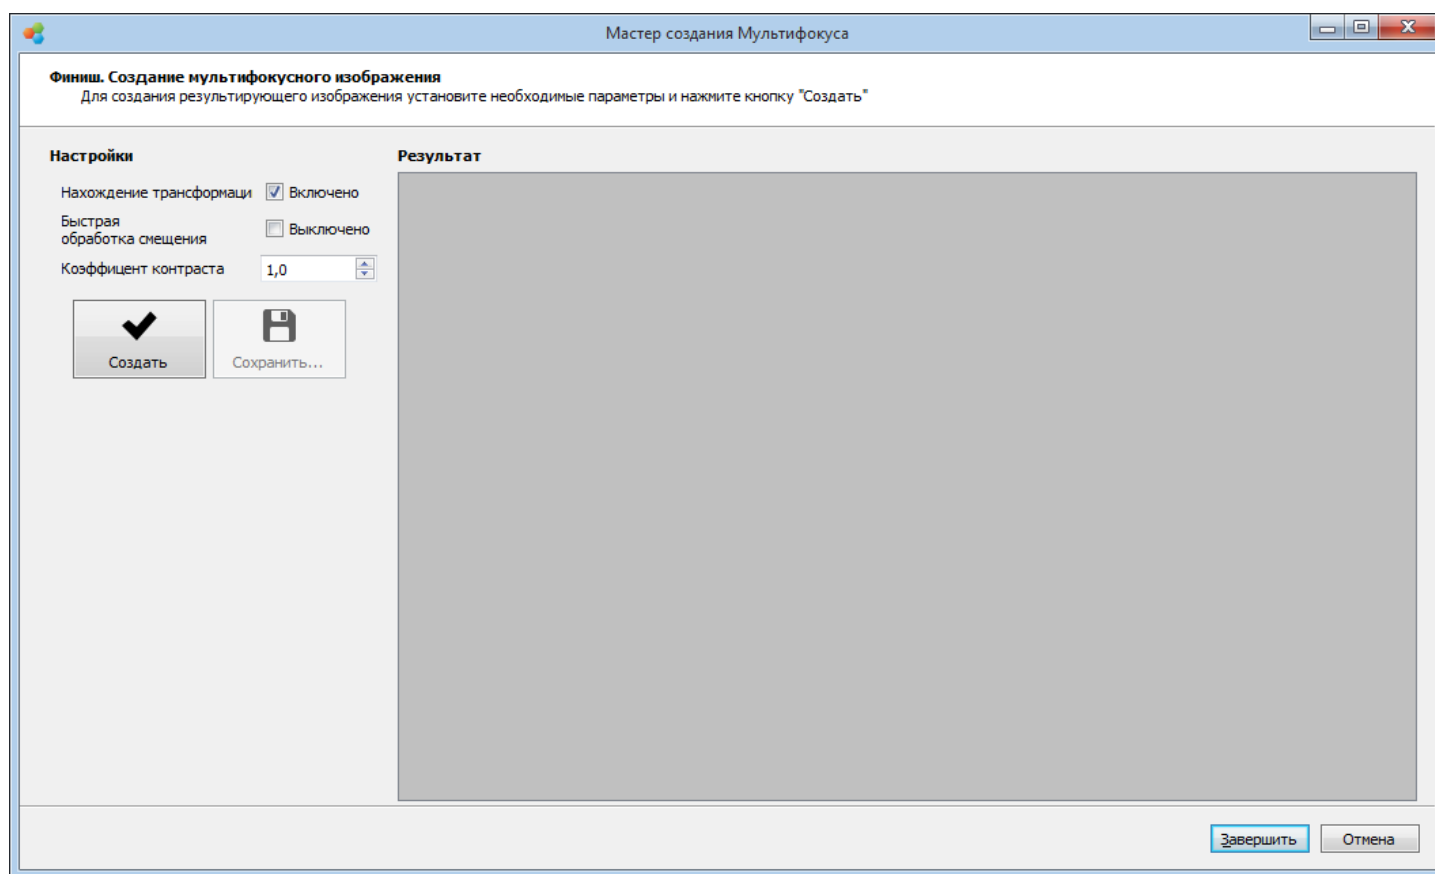 Мастер создания Мультифокуса
Финиш. Создание мультифокусного изображения
Для создания результирующего изображения установите необходимые параметры и нажмите кнопку "Создать"
Настройки
Нахождение трансформаци
Включено
Быстрая
обработка смещения
Выключено
Коэффицент контраста
1,0
Создать
Сохранить...
Результат
Завершить
Отмена